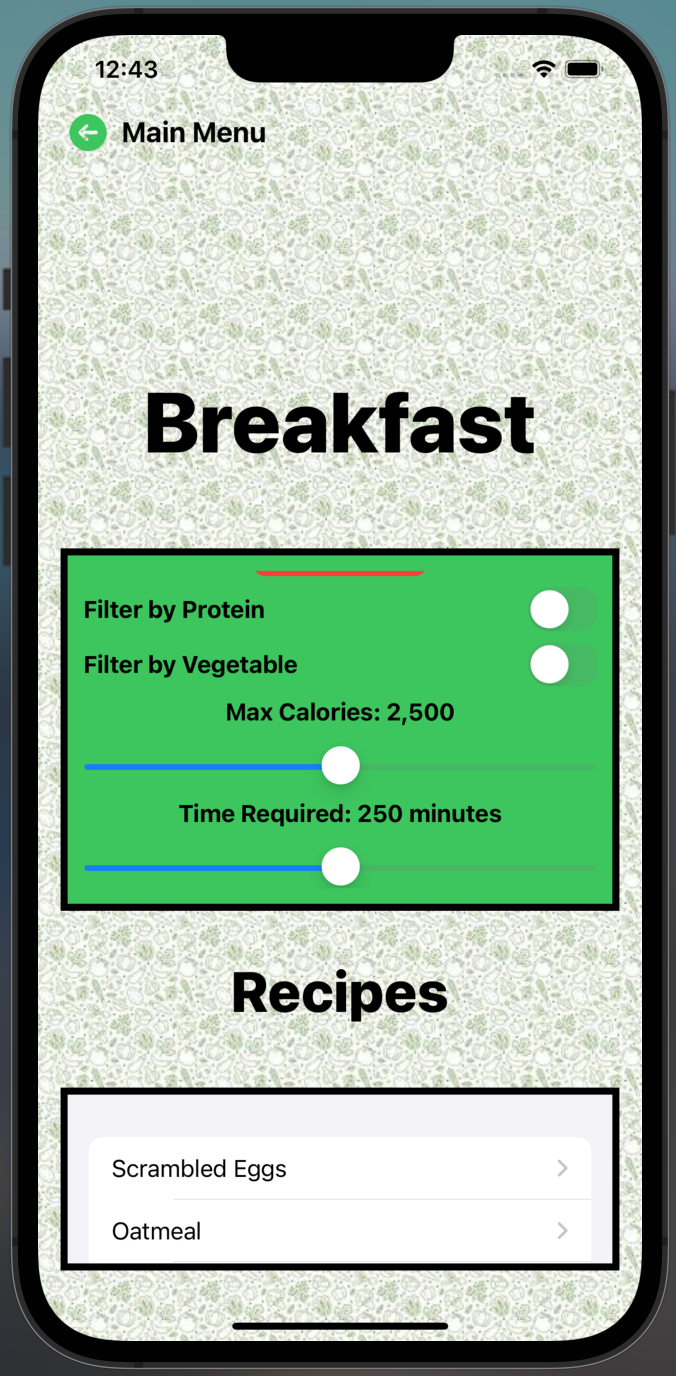 12:43
Main Menu
Breakfast
Filter by Protein
Filter by Vegetable
Max Calories: 2,500
Time Required: 250 minutes
Recipes
Scrambled Eggs
Oatmeal